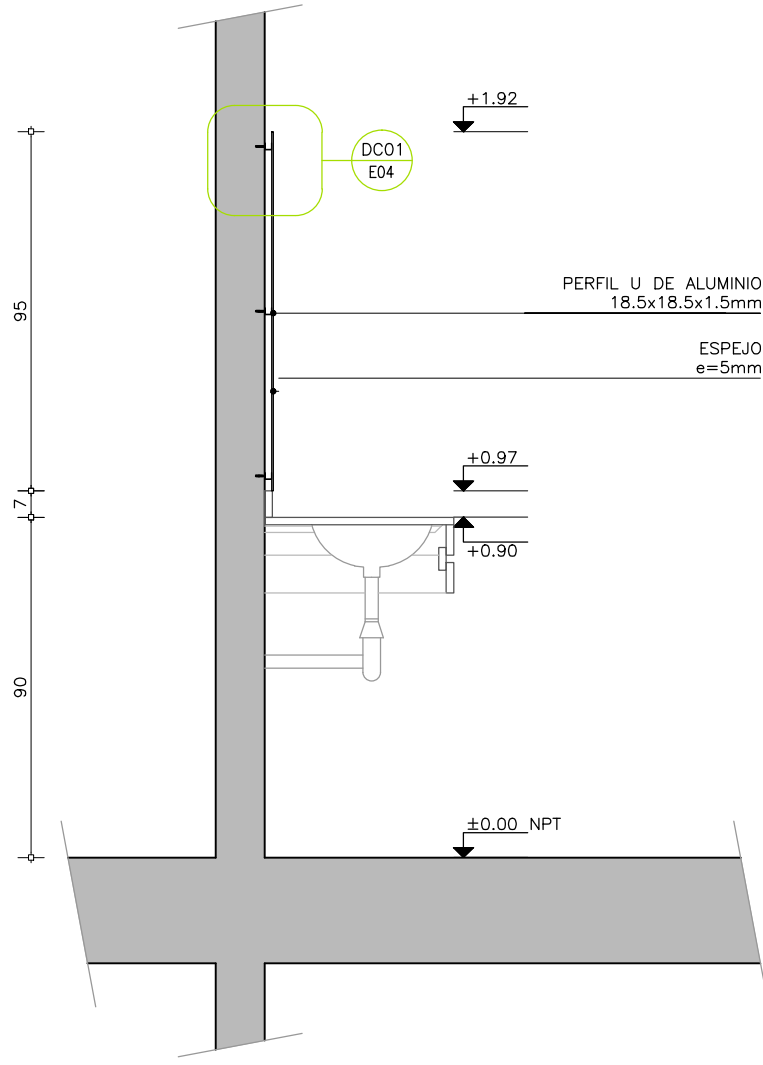 +1.92
DC01
E04
PERFIL U DE ALUMINIO
18.5x18.5x1.5mm
95
ESPEJO
e=5mm
+0.97
7
+0.90
90
±0.00 NPT